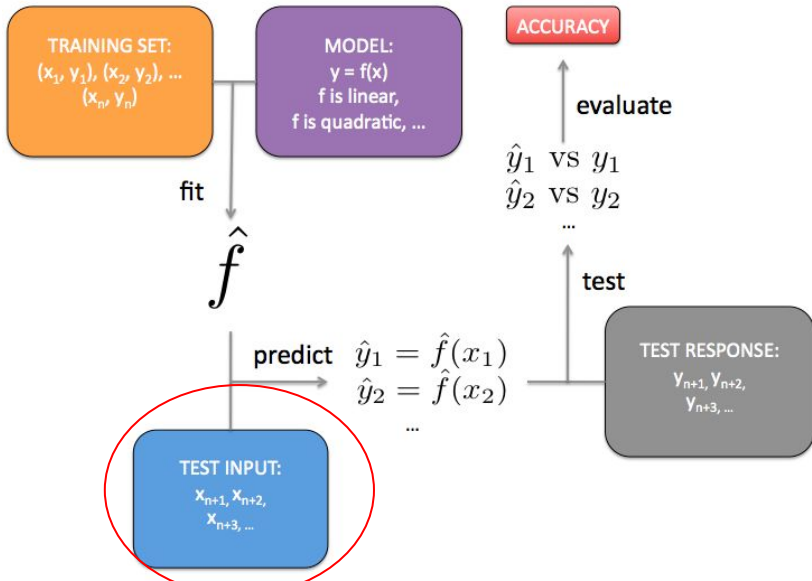 TRAINING SET:
(x₁, y₁), (x₂, y₂), ...
(xₙ, yₙ)
MODEL:
y = f(x)
f is linear,
f is quadratic, ...
ACCURACY
evaluate
ŷ₁ vs y₁
ŷ₂ vs y₂
...
fit
f̂
test
predict
ŷ₁ = f̂(x₁)
ŷ₂ = f̂(x₂)
...
TEST RESPONSE:
yₙ₊₁, yₙ₊₂,
yₙ₊₃, ...
TEST INPUT:
xₙ₊₁, xₙ₊₂,
xₙ₊₃, ...